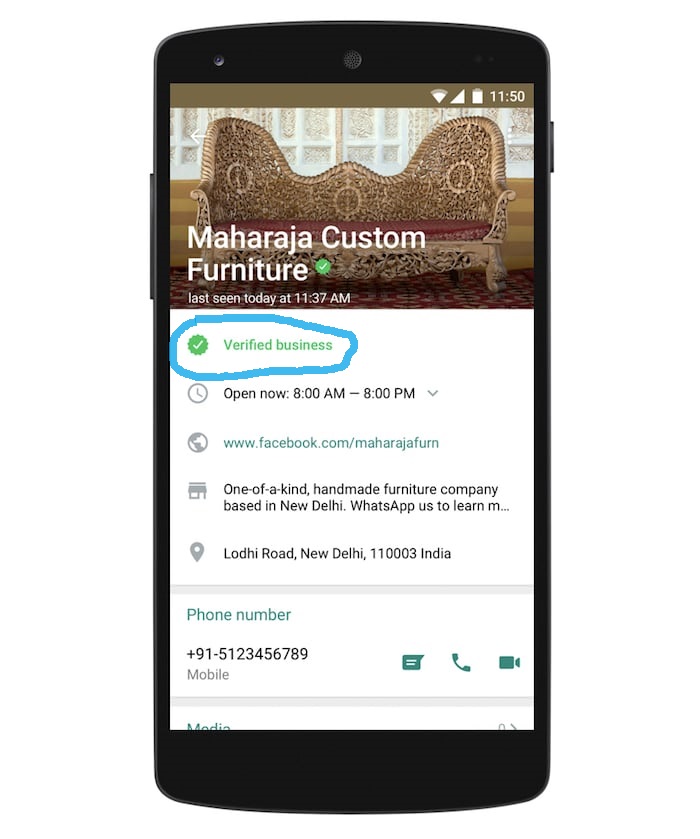 11:50
Maharaja Custom
Furniture
last seen today at 11:37 AM
Verified business
Open now: 8:00 AM — 8:00 PM
www.facebook.com/maharajafurn
One-of-a-kind, handmade furniture company
based in New Delhi. WhatsApp us to learn m...
Lodhi Road, New Delhi, 110003 India
Phone number
+91-5123456789
Mobile
Media 0